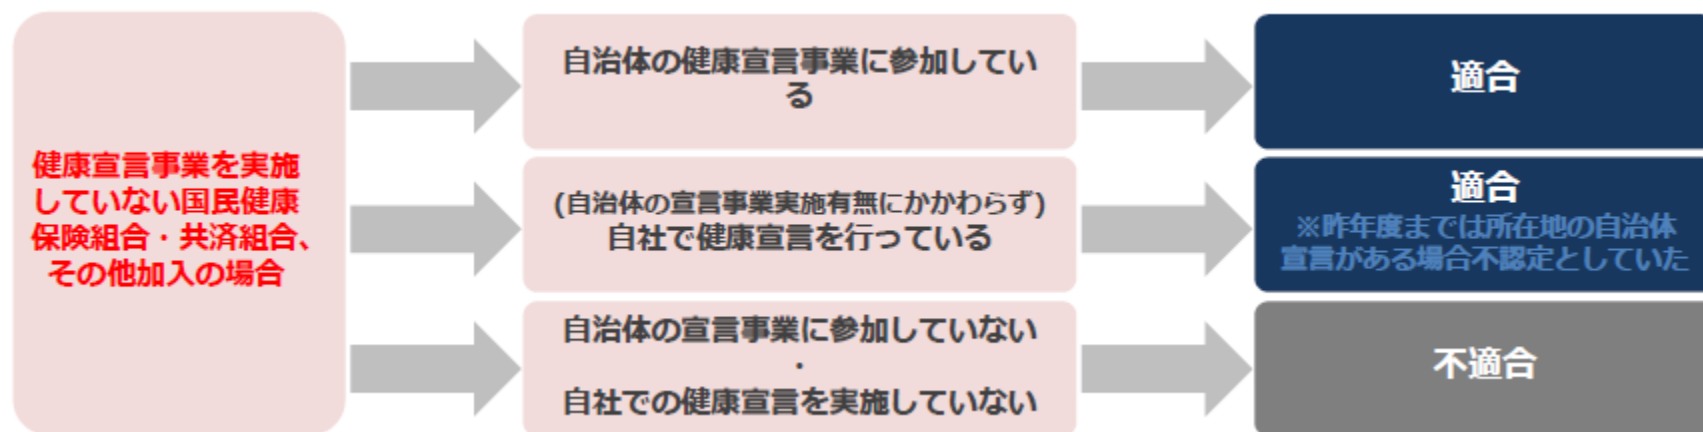 健康宣言事業を実施
していない国民健康
保険組合・共済組合、
その他加入の場合
自治体の健康宣言事業に参加してい
る
適合
(自治体の宣言事業実施有無にかかわらず)
自社で健康宣言を行っている
適合
※昨年度までは所在地の自治体
宣言がある場合不認定としていた
自治体の宣言事業に参加していない
・
自社での健康宣言を実施していない
不適合